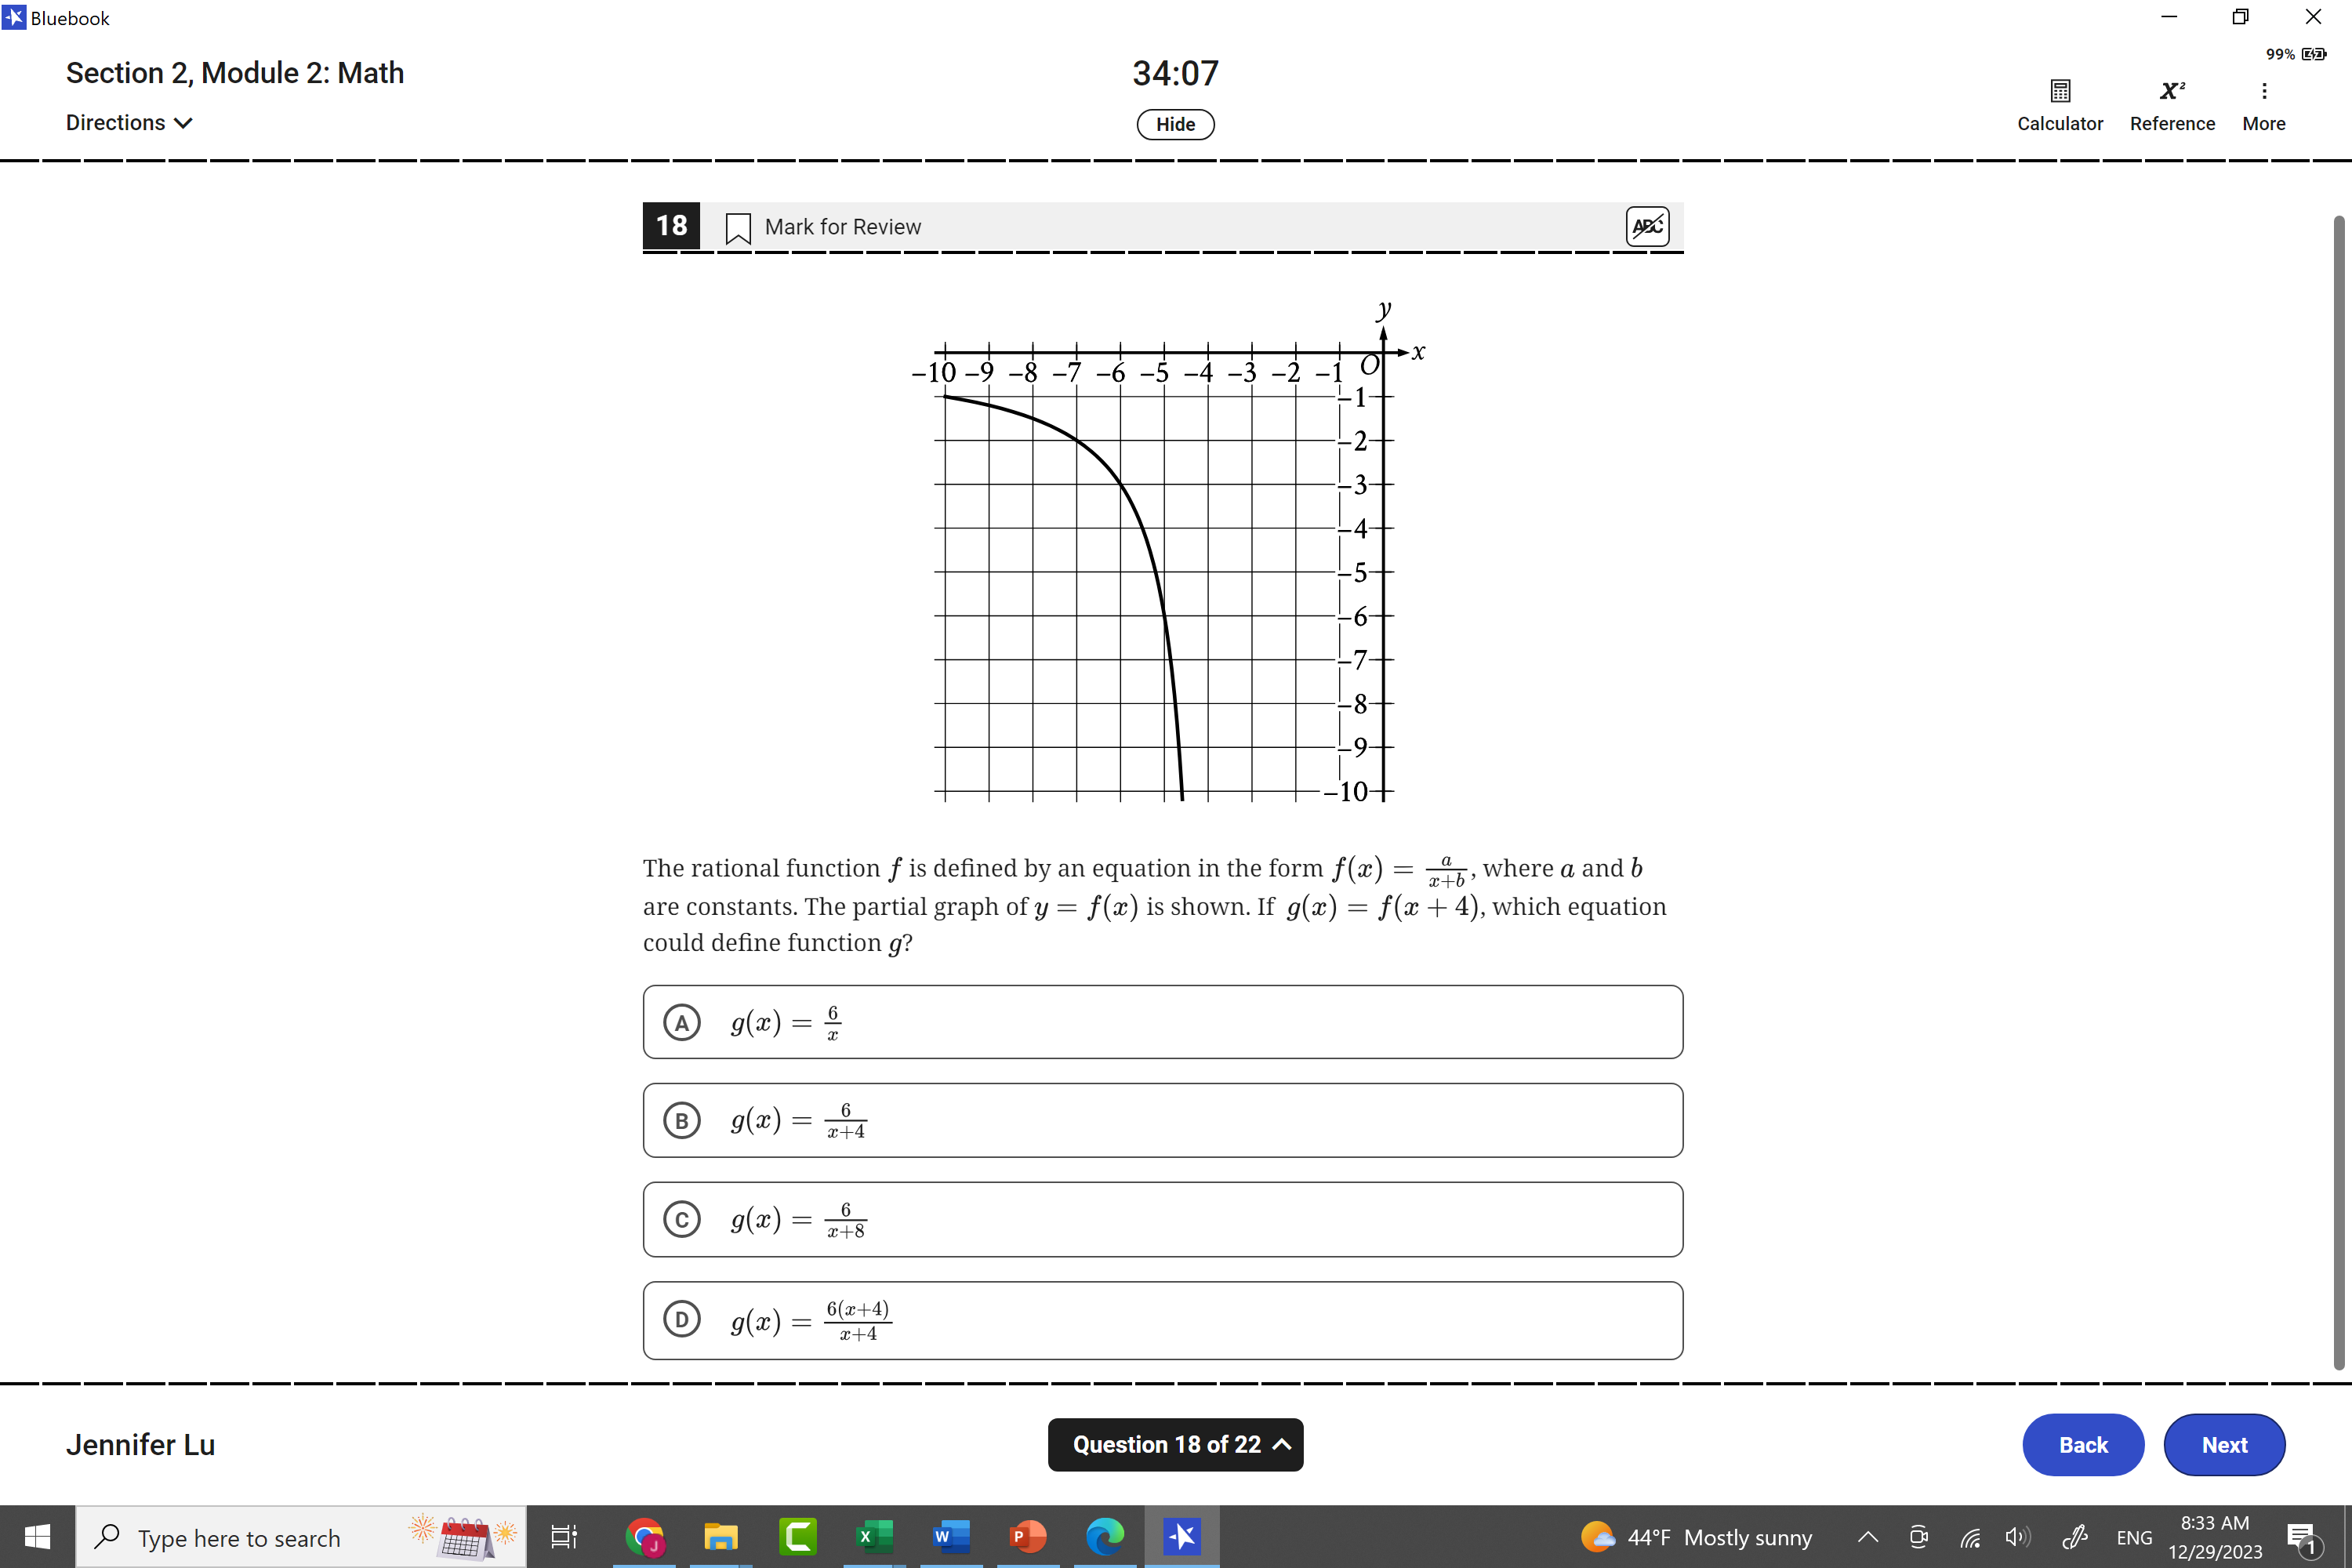 Bluebook
99%
Section 2, Module 2: Math
34:07
Directions
Hide
Calculator
Reference
More
18
Mark for Review
ABC
y
x
O
−10 −9 −8 −7 −6 −5 −4 −3 −2 −1
−1
−2
−3
−4
−5
−6
−7
−8
−9
−10
The rational function f is defined by an equation in the form f(x) = a/(x+b), where a and b
are constants. The partial graph of y = f(x) is shown. If g(x) = f(x + 4), which equation
could define function g?
A g(x) = 6/x
B g(x) = 6/(x+4)
C g(x) = 6/(x+8)
D g(x) = 6(x+4)/(x+4)
Jennifer Lu
Question 18 of 22
Back
Next
Type here to search
44°F Mostly sunny
ENG
8:33 AM
12/29/2023
1